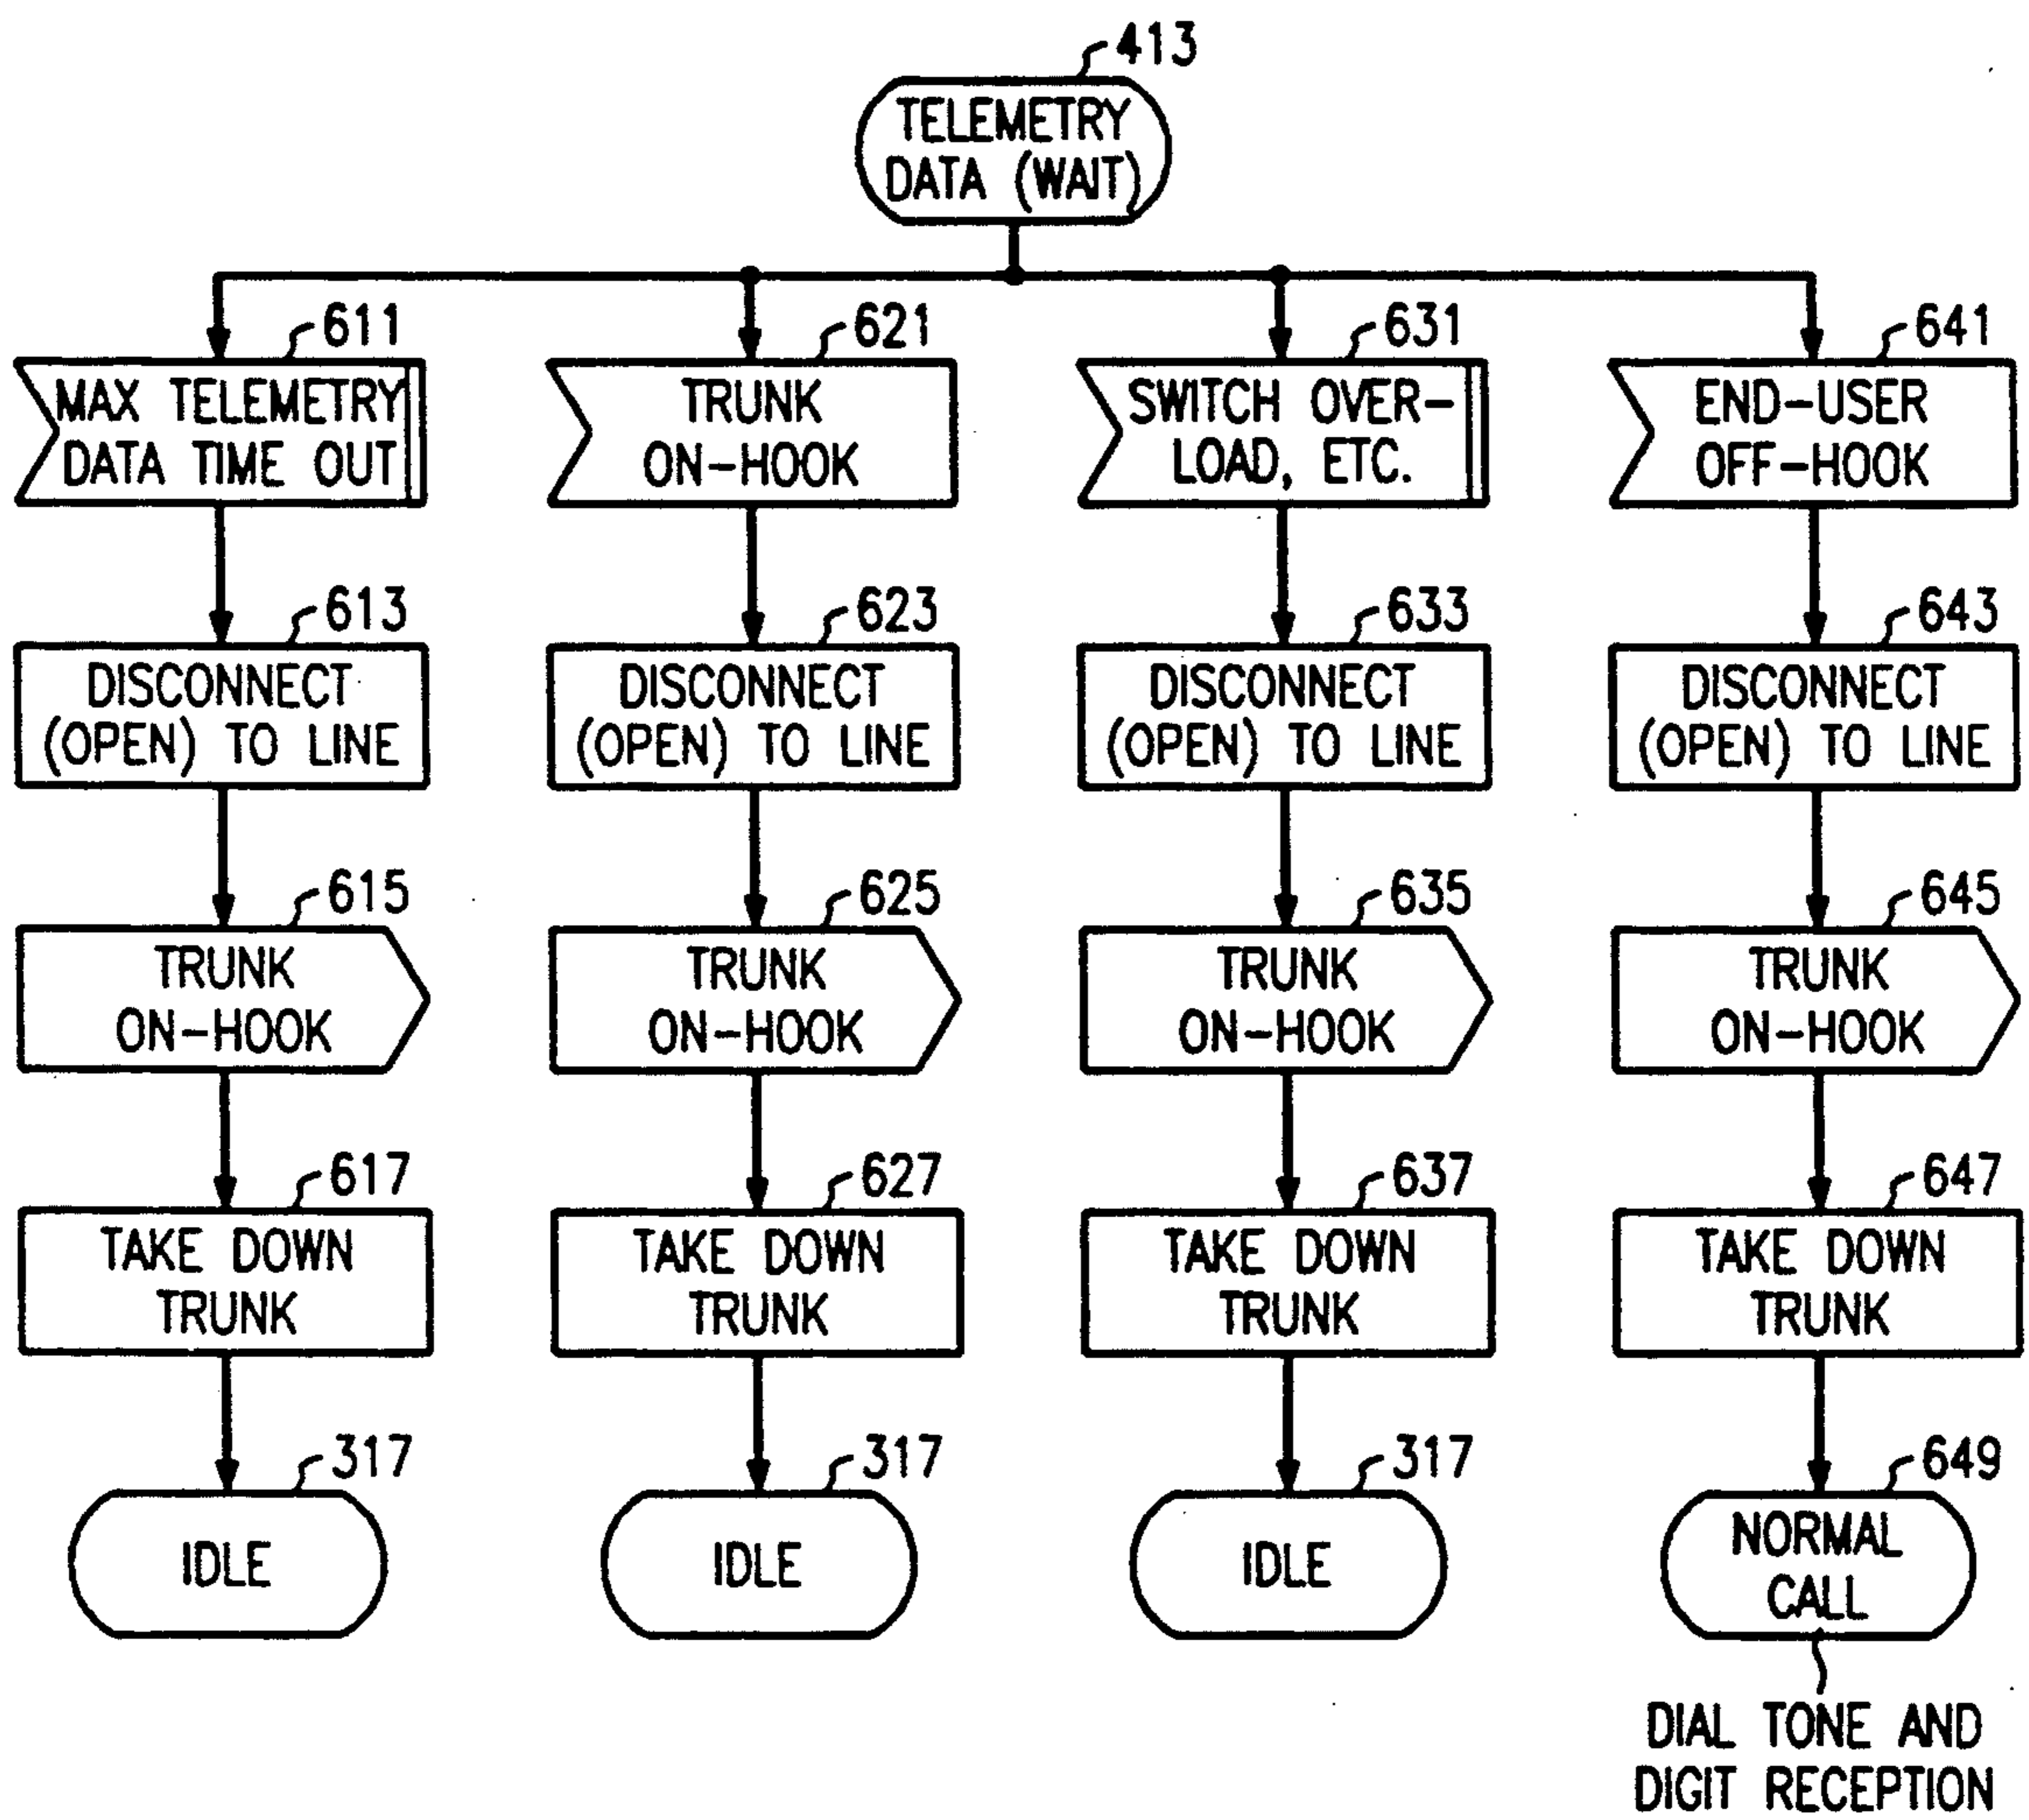 413
TELEMETRY
DATA (WAIT)
611
MAX TELEMETRY
DATA TIME OUT
621
TRUNK
ON-HOOK
631
SWITCH OVER-
LOAD, ETC.
641
END-USER
OFF-HOOK
613
DISCONNECT
(OPEN) TO LINE
623
DISCONNECT
(OPEN) TO LINE
633
DISCONNECT
(OPEN) TO LINE
643
DISCONNECT
(OPEN) TO LINE
615
TRUNK
ON-HOOK
625
TRUNK
ON-HOOK
635
TRUNK
ON-HOOK
645
TRUNK
ON-HOOK
617
TAKE DOWN
TRUNK
627
TAKE DOWN
TRUNK
637
TAKE DOWN
TRUNK
647
TAKE DOWN
TRUNK
317
IDLE
317
IDLE
317
IDLE
649
NORMAL
CALL
DIAL TONE AND
DIGIT RECEPTION